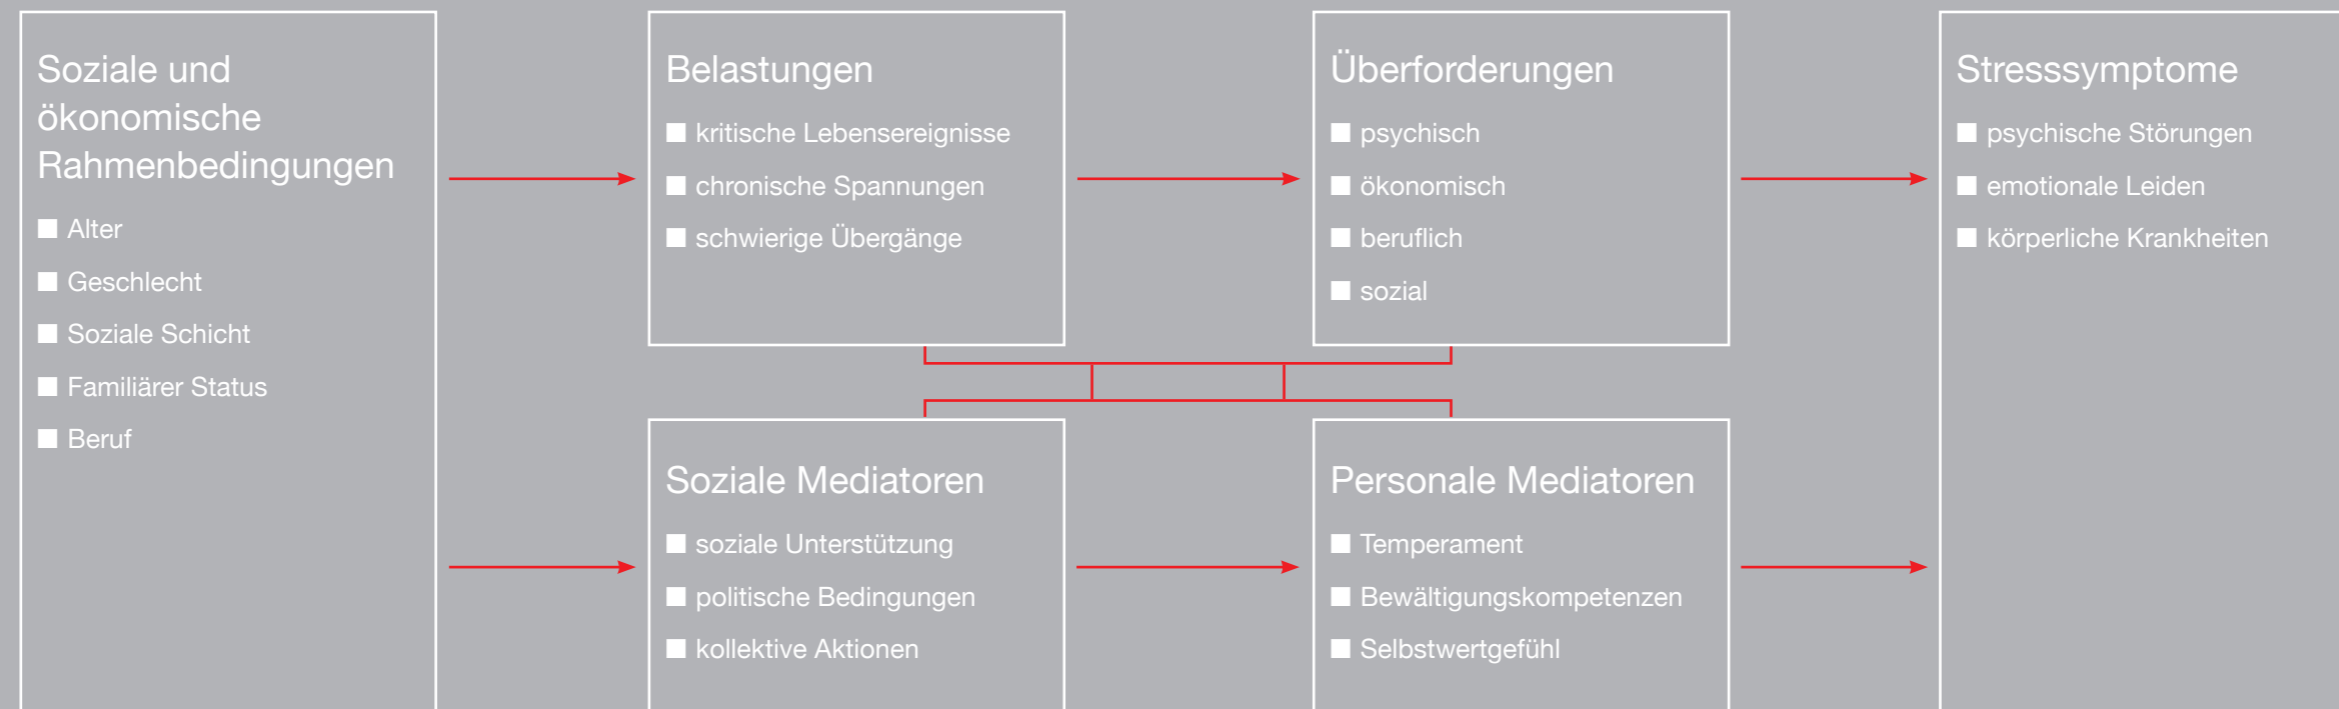 Soziale und
ökonomische
Rahmenbedingungen
■ Alter
■ Geschlecht
■ Soziale Schicht
■ Familiärer Status
■ Beruf
Belastungen
■ kritische Lebensereignisse
■ chronische Spannungen
■ schwierige Übergänge
Überforderungen
■ psychisch
■ ökonomisch
■ beruflich
■ sozial
Soziale Mediatoren
■ soziale Unterstützung
■ politische Bedingungen
■ kollektive Aktionen
Personale Mediatoren
■ Temperament
■ Bewältigungskompetenzen
■ Selbstwertgefühl
Stresssymptome
■ psychische Störungen
■ emotionale Leiden
■ körperliche Krankheiten